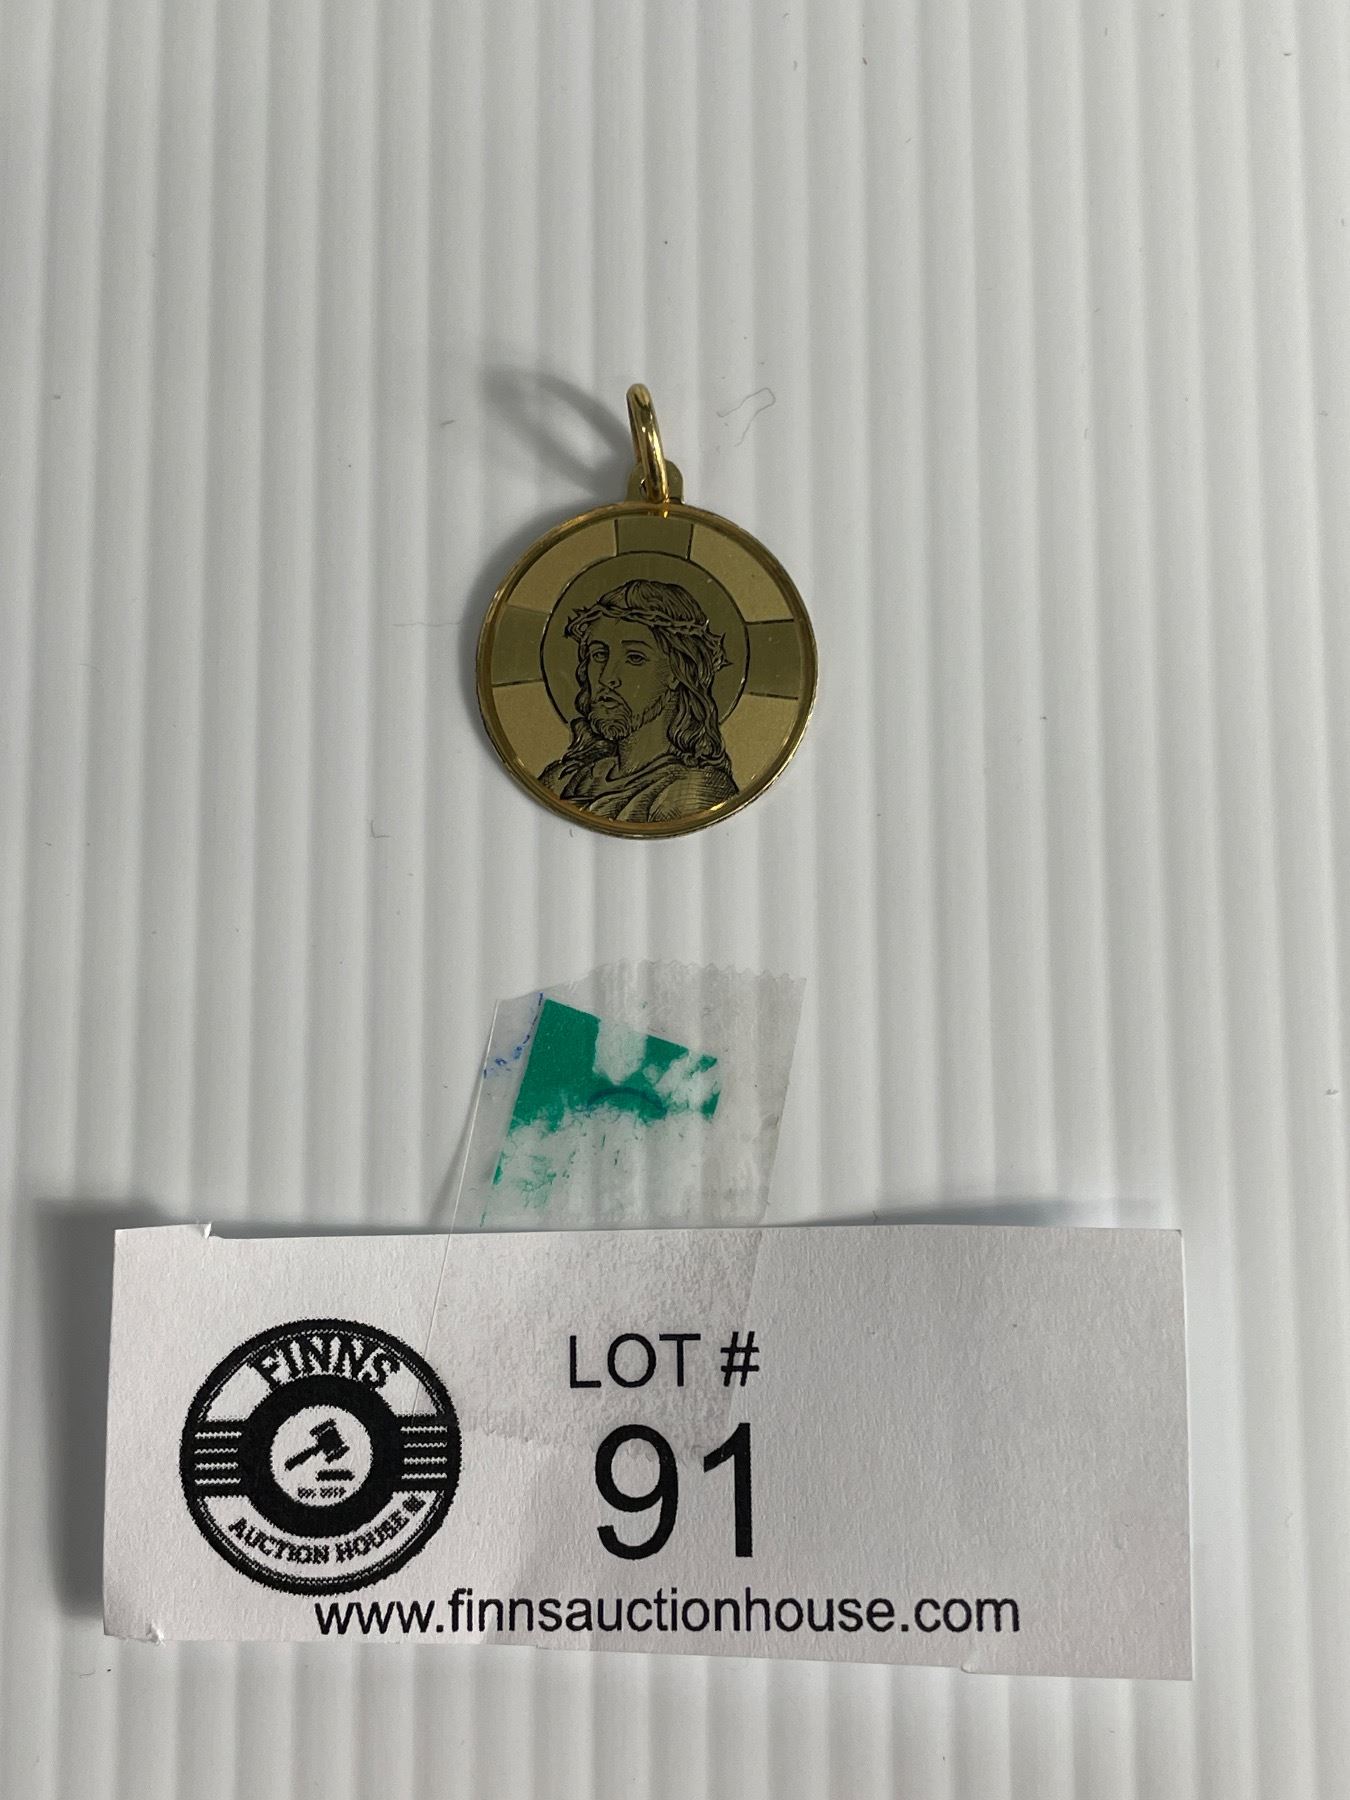 FINNS
AUCTION HOUSE
LOT #
91
www.finnsauctionhouse.com